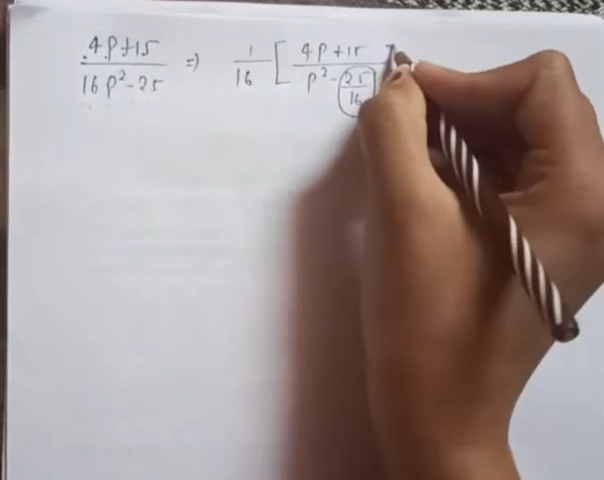 4p+15 / 16p² - 25 ⇒ 1/16 [ 4p+15 / p² - 25/16 ]